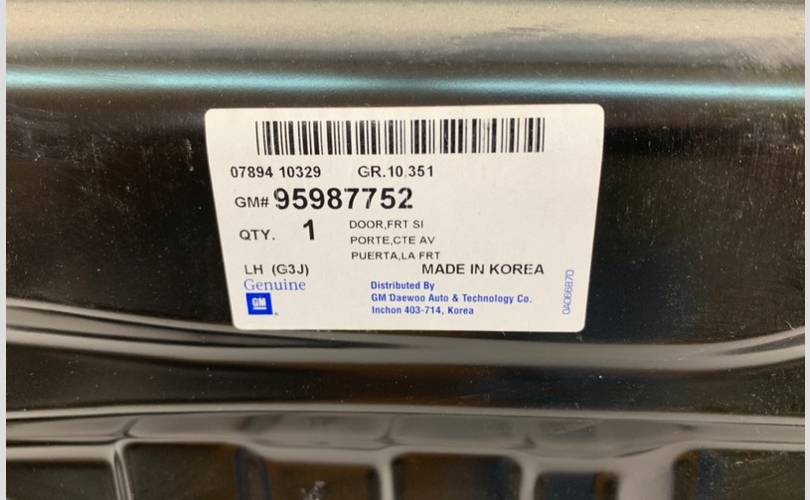 07894 10329 GR.10,351
GM# 95987752
QTY. 1 DOOR,FRT SI
PORTE,CTE AV
PUERTA,LA FRT
LH (G3J) MADE IN KOREA
Genuine
GM
Distributed By
GM Daewoo Auto & Technology Co.
Inchon 403-714, Korea
0A066870